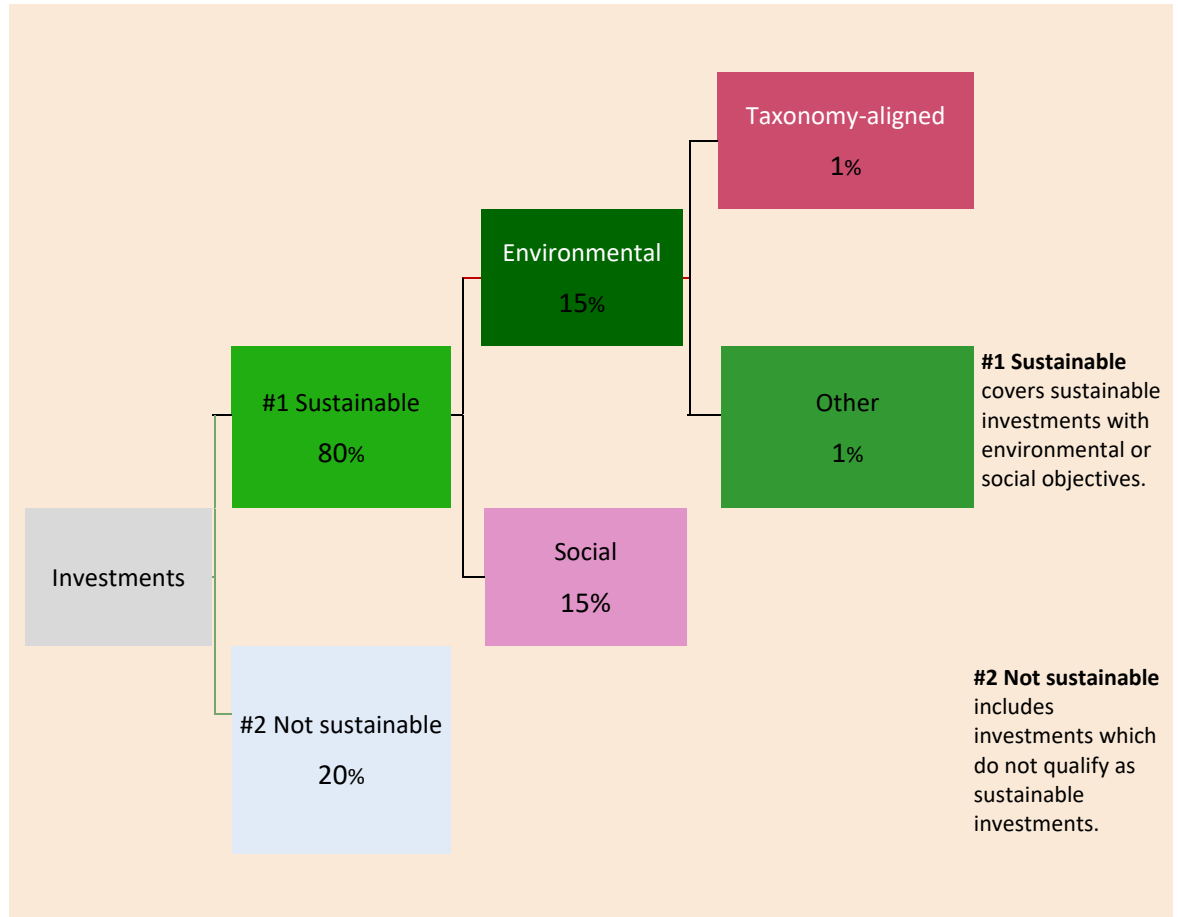 Taxonomy-aligned
1%
Environmental
15%
#1 Sustainable
80%
Other
1%
#1 Sustainable
covers sustainable
investments with
environmental or
social objectives.
Investments
Social
15%
#2 Not sustainable
20%
#2 Not sustainable
includes
investments which
do not qualify as
sustainable
investments.